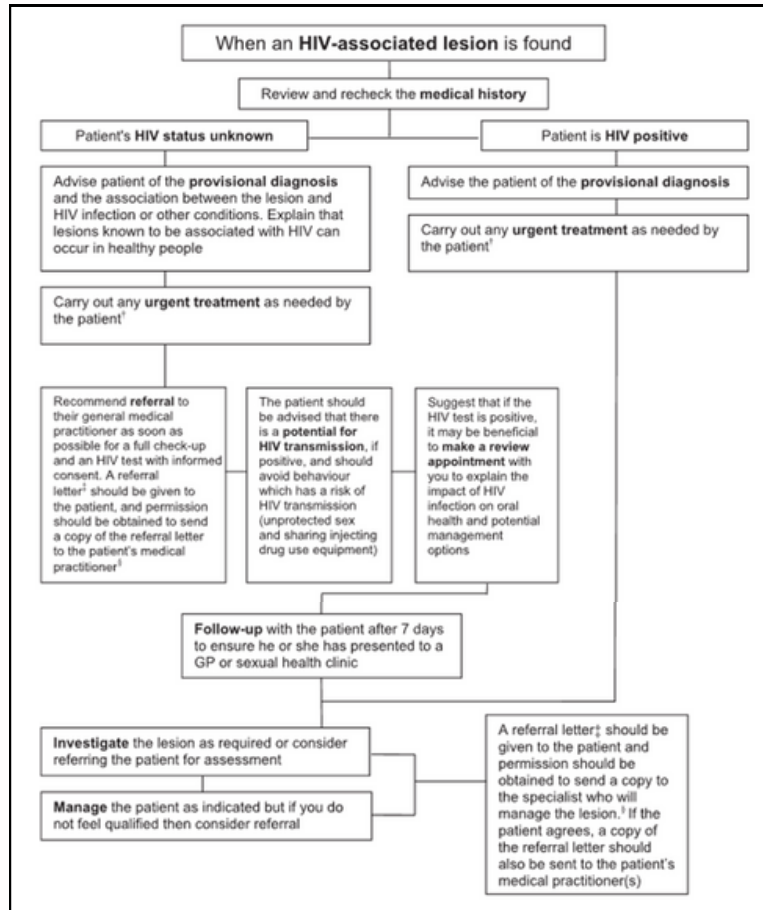 When an HIV-associated lesion is found
Review and recheck the medical history
Patient's HIV status unknown
Patient is HIV positive
Advise patient of the provisional diagnosis
and the association between the lesion and
HIV infection or other conditions. Explain that
lesions known to be associated with HIV can
occur in healthy people
Advise the patient of the provisional diagnosis
Carry out any urgent treatment as needed by
the patient†
Carry out any urgent treatment as needed by
the patient†
Recommend referral to
their general medical
practitioner as soon as
possible for a full check-up
and an HIV test with informed
consent. A referral
letter‡ should be given to
the patient, and permission
should be obtained to send
a copy of the referral letter
to the patient's medical
practitioner§
The patient should
be advised that there
is a potential for
HIV transmission, if
positive, and should
avoid behaviour
which has a risk of
HIV transmission
(unprotected sex
and sharing injecting
drug use equipment)
Suggest that if the
HIV test is positive,
it may be beneficial
to make a review
appointment with
you to explain the
impact of HIV
infection on oral
health and potential
management
options
Follow-up with the patient after 7 days
to ensure he or she has presented to a
GP or sexual health clinic
Investigate the lesion as required or consider
referring the patient for assessment
Manage the patient as indicated but if you do
not feel qualified then consider referral
A referral letter‡ should be
given to the patient and
permission should be
obtained to send a copy to
the specialist who will
manage the lesion.§ If the
patient agrees, a copy of
the referral letter should
also be sent to the patient's
medical practitioner(s)